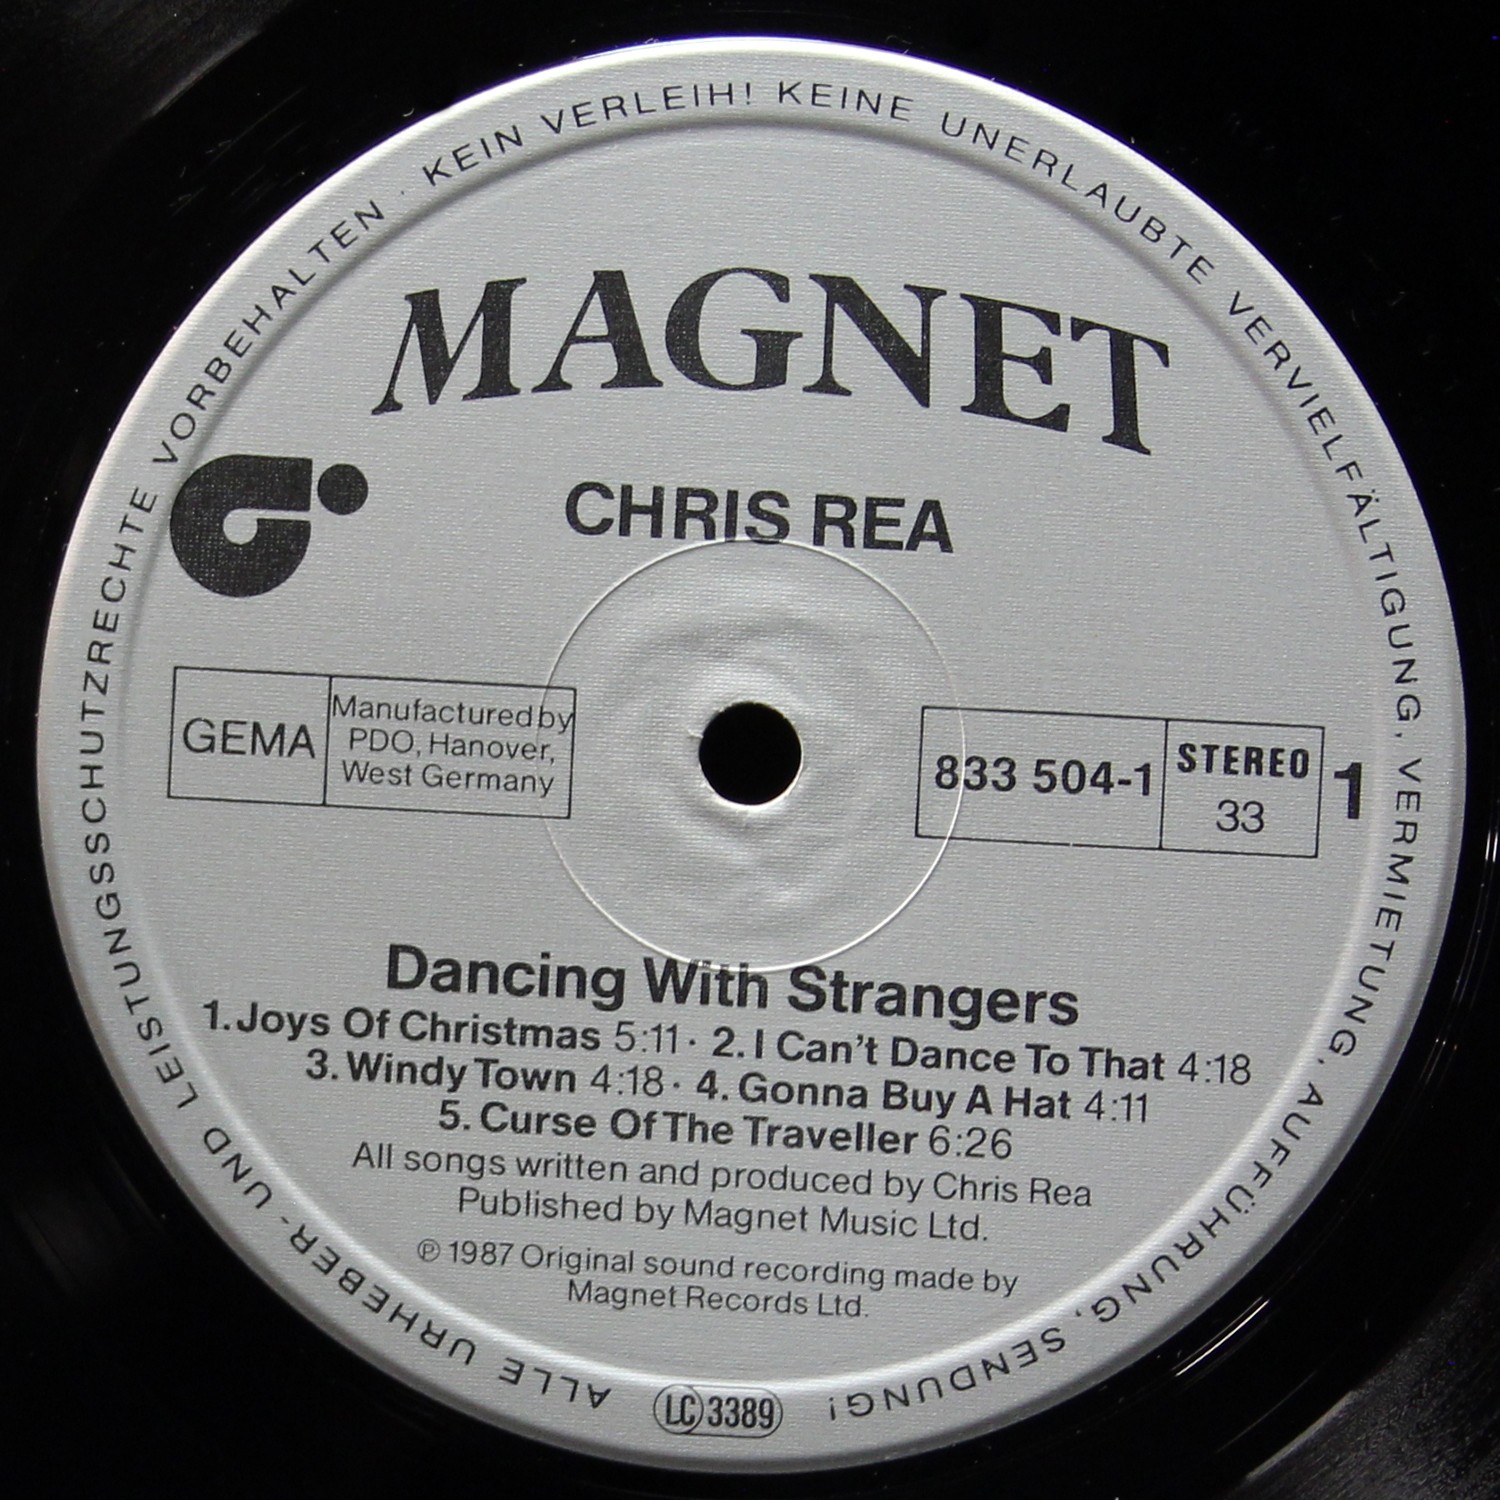 ALLE URHEBER- UND LEISTUNGSSCHUTZRECHTE VORBEHALTEN · KEIN VERLEIH! KEINE UNERLAUBTE VERVIELFÄLTIGUNG, VERMIETUNG, AUFFÜHRUNG, SENDUNG!
MAGNET
CHRIS REA
GEMA
Manufactured by
PDO, Hanover,
West Germany
833 504-1
STEREO
33
1
Dancing With Strangers
1. Joys Of Christmas 5:11 · 2. I Can't Dance To That 4:18
3. Windy Town 4:18 · 4. Gonna Buy A Hat 4:11
5. Curse Of The Traveller 6:26
All songs written and produced by Chris Rea
Published by Magnet Music Ltd.
℗ 1987 Original sound recording made by
Magnet Records Ltd.
LC 3389